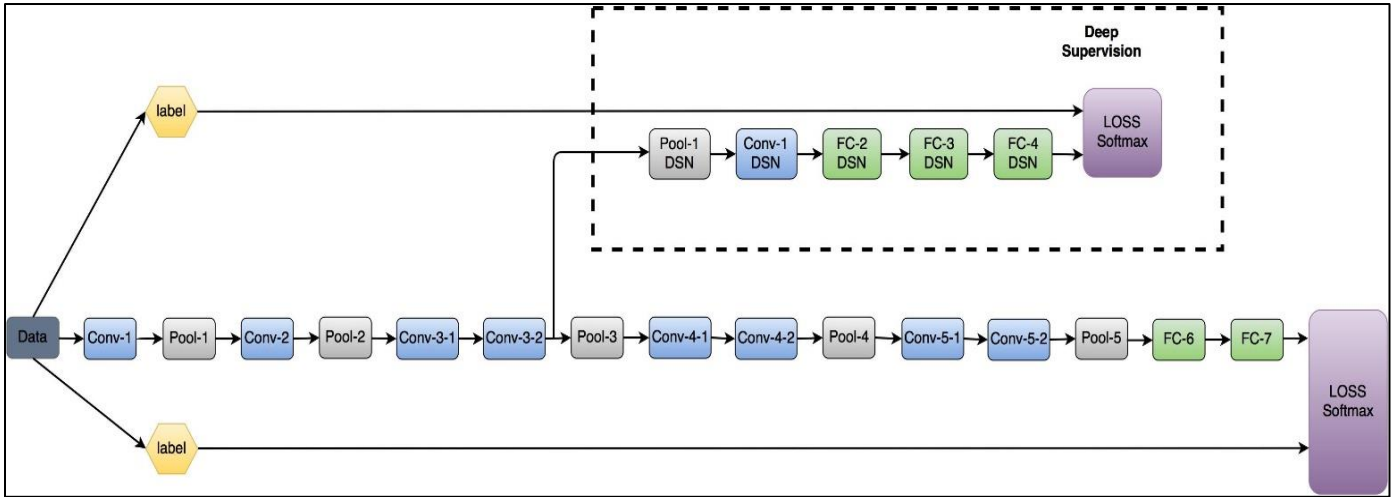 Deep
Supervision
label
LOSS
Softmax
Pool-1
DSN
Conv-1
DSN
FC-2
DSN
FC-3
DSN
FC-4
DSN
Data
Conv-1
Pool-1
Conv-2
Pool-2
Conv-3-1
Conv-3-2
Pool-3
Conv-4-1
Conv-4-2
Pool-4
Conv-5-1
Conv-5-2
Pool-5
FC-6
FC-7
LOSS
Softmax
label